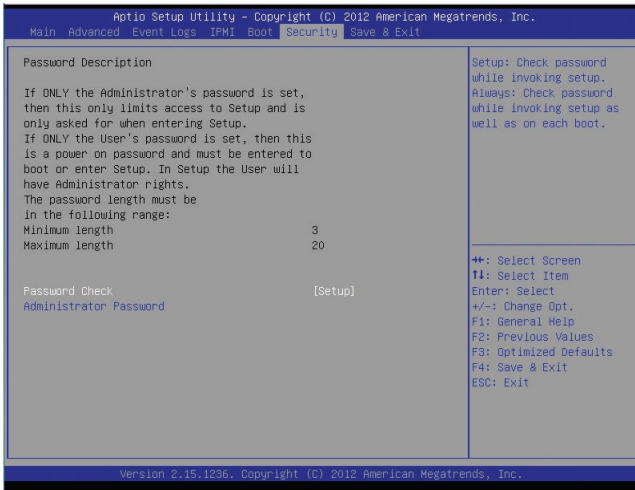 Aptio Setup Utility – Copyright (C) 2012 American Megatrends, Inc.
Main Advanced Event Logs IPMI Boot Security Save & Exit
Password Description
If ONLY the Administrator's password is set,
then this only limits access to Setup and is
only asked for when entering Setup.
If ONLY the User's password is set, then this
is a power on password and must be entered to
boot or enter Setup. In Setup the User will
have Administrator rights.
The password length must be
in the following range:
Minimum length 3
Maximum length 20
Password Check [Setup]
Administrator Password
Setup: Check password
while invoking setup.
Always: Check password
while invoking setup as
well as on each boot.
→←: Select Screen
↑↓: Select Item
Enter: Select
+/-: Change Opt.
F1: General Help
F2: Previous Values
F3: Optimized Defaults
F4: Save & Exit
ESC: Exit
Version 2.15.1236. Copyright (C) 2012 American Megatrends, Inc.